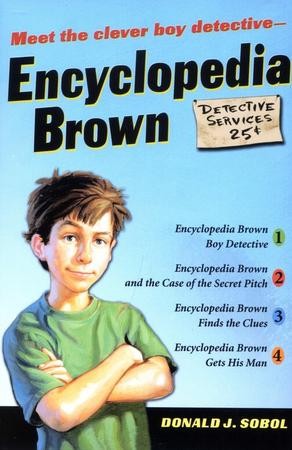 Meet the clever boy detective—
Encyclopedia
Brown
DETECTIVE
SERVICES
25¢
Encyclopedia Brown
Boy Detective 1
Encyclopedia Brown
and the Case of the Secret Pitch 2
Encyclopedia Brown
Finds the Clues 3
Encyclopedia Brown
Gets His Man 4
DONALD J. SOBOL